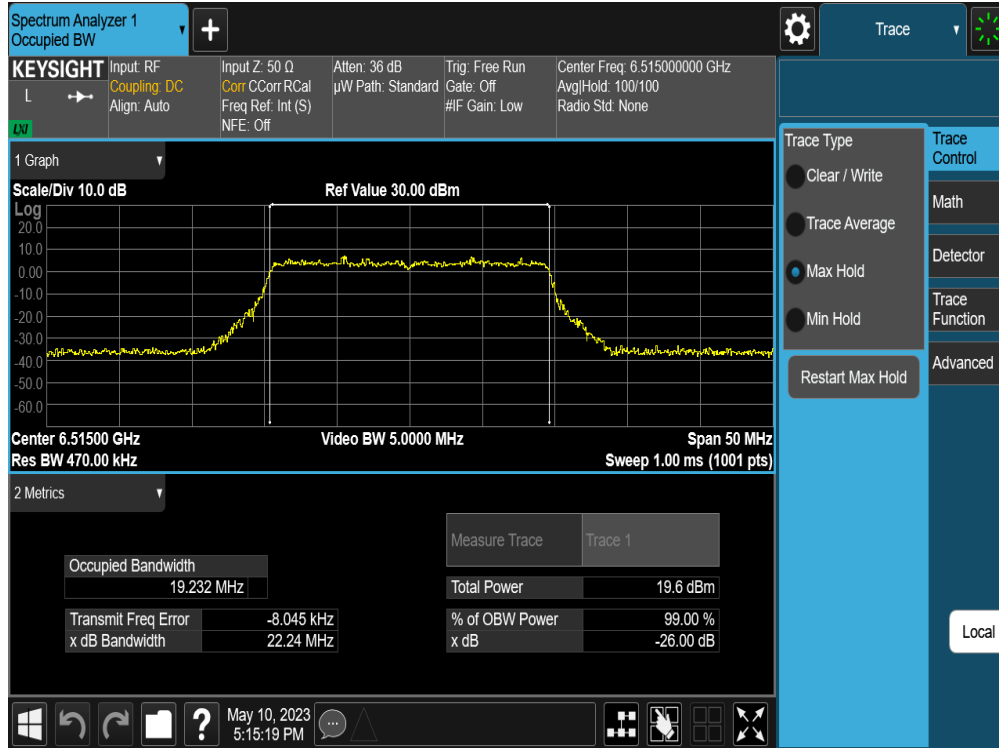 Spectrum Analyzer 1
Occupied BW
+
Trace
KEYSIGHT
L
LXI
Input: RF
Coupling: DC
Align: Auto
Input Z: 50 Ω
Corr CCorr RCal
Freq Ref: Int (S)
NFE: Off
Atten: 36 dB
µW Path: Standard
Trig: Free Run
Gate: Off
#IF Gain: Low
Center Freq: 6.515000000 GHz
Avg|Hold: 100/100
Radio Std: None
1 Graph
Scale/Div 10.0 dB
Ref Value 30.00 dBm
Log
20.0
10.0
0.00
-10.0
-20.0
-30.0
-40.0
-50.0
-60.0
Center 6.51500 GHz
Video BW 5.0000 MHz
Span 50 MHz
Res BW 470.00 kHz
Sweep 1.00 ms (1001 pts)
2 Metrics
Measure Trace Trace 1
Occupied Bandwidth
19.232 MHz
Total Power 19.6 dBm
Transmit Freq Error -8.045 kHz
% of OBW Power 99.00 %
x dB Bandwidth 22.24 MHz
x dB -26.00 dB
Trace Type
Clear / Write
Trace Average
Max Hold
Min Hold
Restart Max Hold
Trace
Control
Math
Detector
Trace
Function
Advanced
Local
?
May 10, 2023
5:15:19 PM